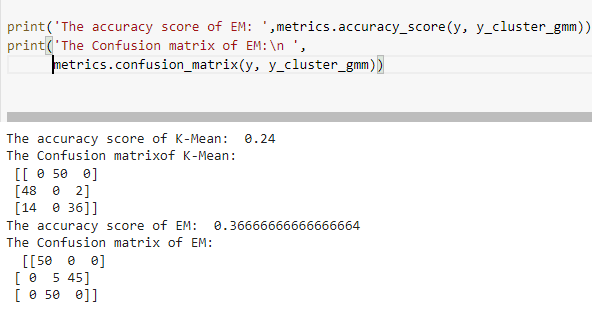 print('The accuracy score of EM: ',metrics.accuracy_score(y, y_cluster_gmm))
print('The Confusion matrix of EM:\n ',
metrics.confusion_matrix(y, y_cluster_gmm))
The accuracy score of K-Mean:  0.24
The Confusion matrixof K-Mean:
[[ 0 50  0]
[48  0  2]
[14  0 36]]
The accuracy score of EM:  0.36666666666666664
The Confusion matrix of EM:
[[50  0  0]
[ 0  5 45]
[ 0 50  0]]